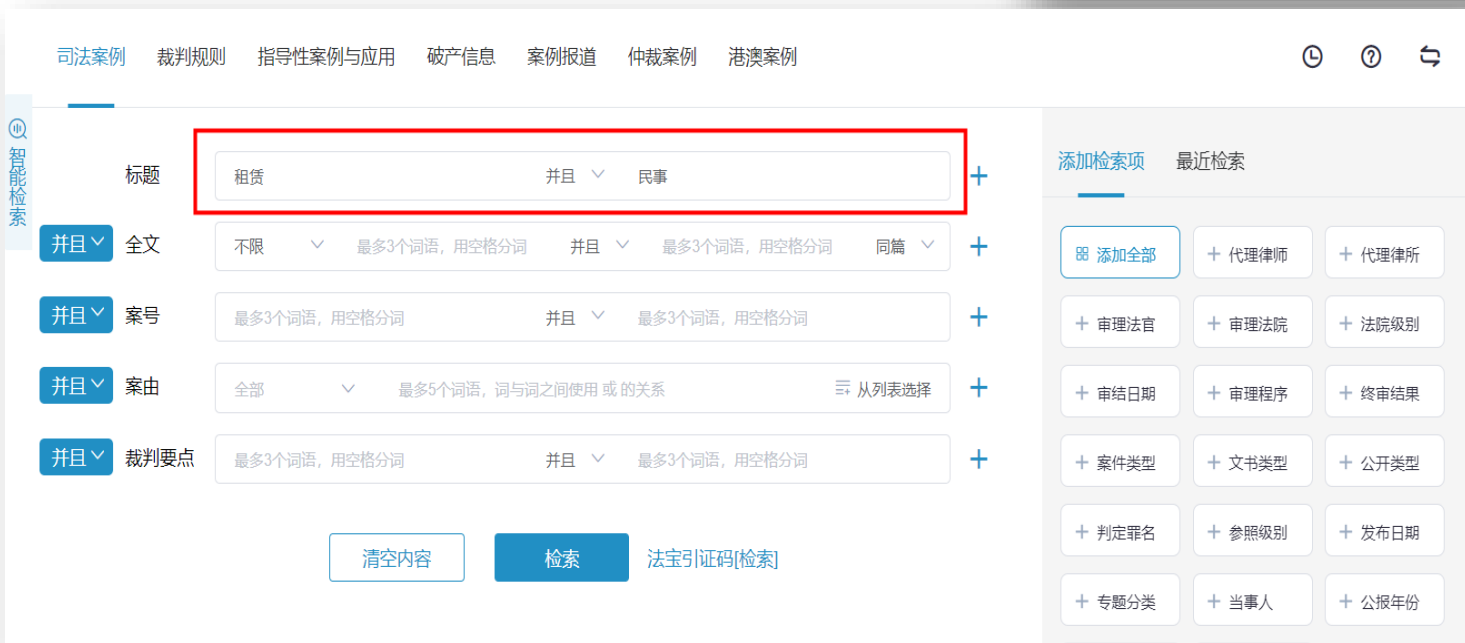 司法案例 裁判规则 指导性案例与应用 破产信息 案例报道 仲裁案例 港澳案例
智能检索
标题 租赁 并且 民事
并且 全文 不限 最多3个词语，用空格分词 并且 最多3个词语，用空格分词 同篇
并且 案号 最多3个词语，用空格分词 并且 最多3个词语，用空格分词
并且 案由 全部 最多5个词语，词与词之间使用 或 的关系 从列表选择
并且 裁判要点 最多3个词语，用空格分词 并且 最多3个词语，用空格分词
清空内容 检索 法宝引证码[检索]
添加检索项 最近检索
添加全部 代理律师 代理律所
审理法官 审理法院 法院级别
审结日期 审理程序 终审结果
案件类型 文书类型 公开类型
判定罪名 参照级别 发布日期
专题分类 当事人 公报年份